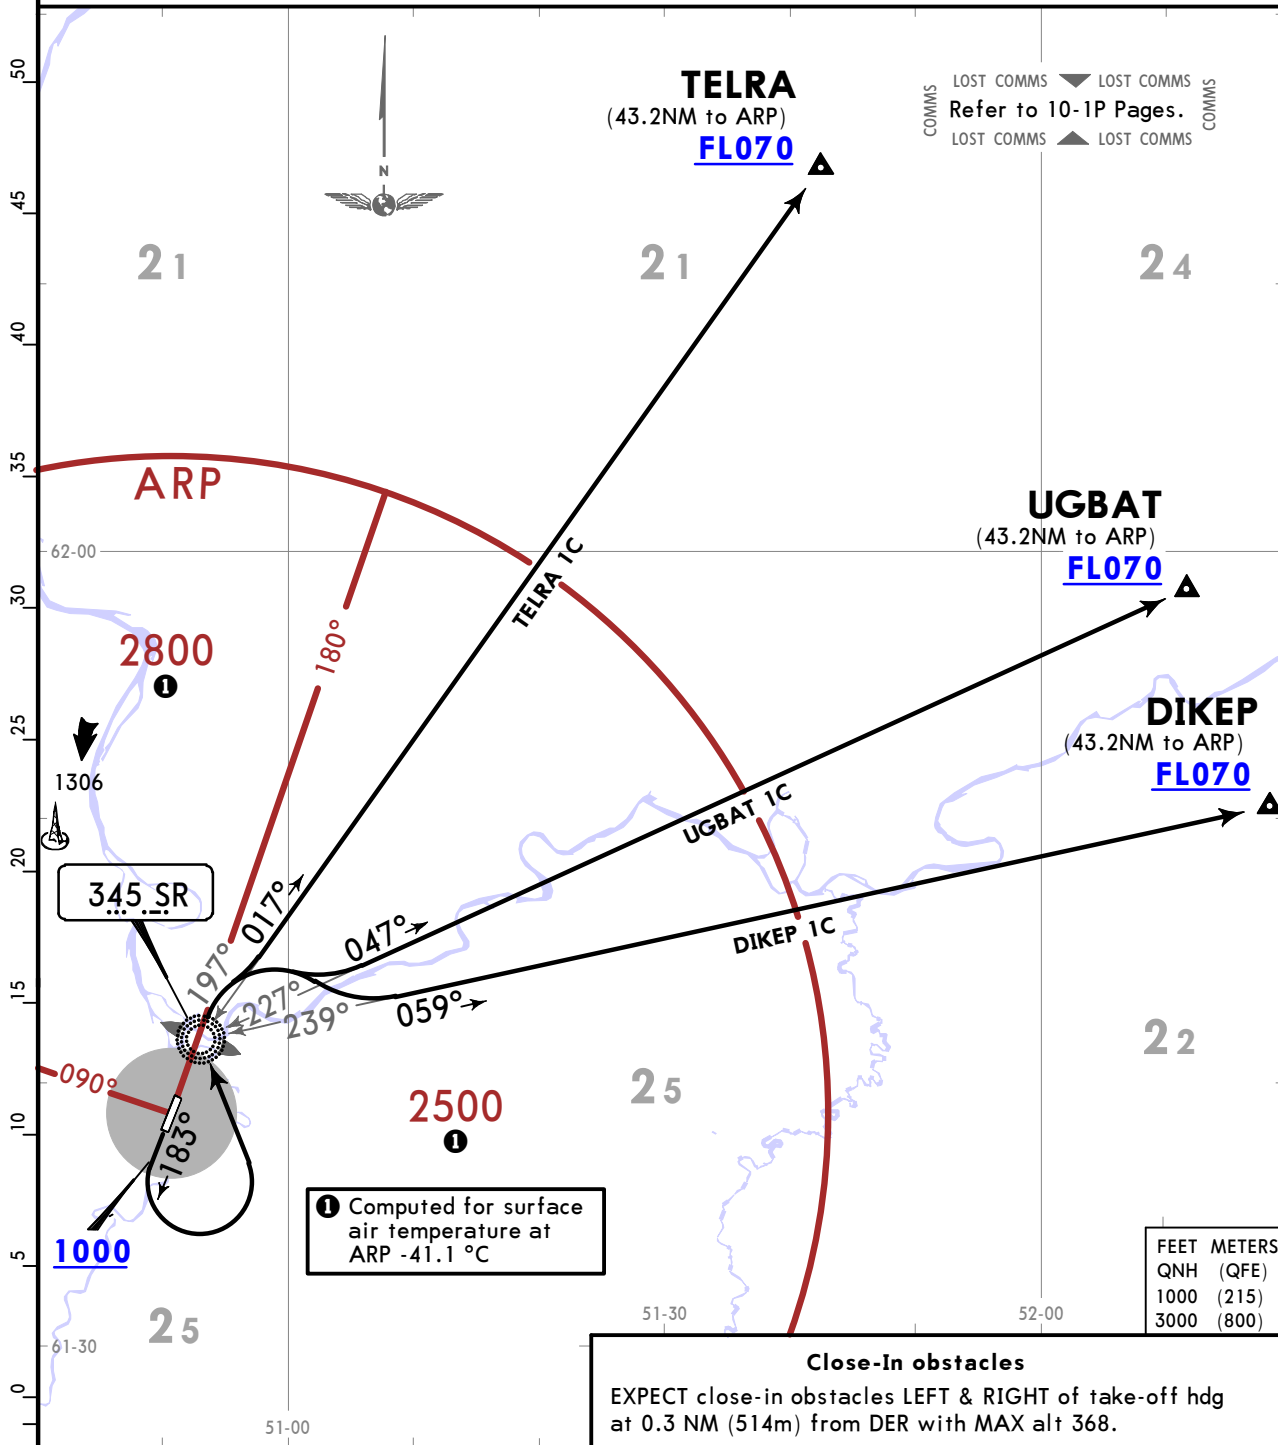 50
45
40
35
30
25
20
15
10
5
0
N
TELRA
(43.2NM to ARP)
FL070
LOST COMMS LOST COMMS
COMMS
Refer to 10-1P Pages.
COMMS
LOST COMMS LOST COMMS
21
21
24
ARP
UGBAT
(43.2NM to ARP)
FL070
62-00
TELRA 1C
180°
2800
1
DIKEP
(43.2NM to ARP)
FL070
1306
UGBAT 1C
345 SR
017°
047°
DIKEP 1C
197°
227°
239°
059°
22
090°
25
2500
1
183°
1 Computed for surface
air temperature at
ARP -41.1 °C
1000
FEET METERS
QNH (QFE)
1000 (215)
3000 (800)
25
51-30
52-00
61-30
51-00
Close-In obstacles
EXPECT close-in obstacles LEFT & RIGHT of take-off hdg
at 0.3 NM (514m) from DER with MAX alt 368.